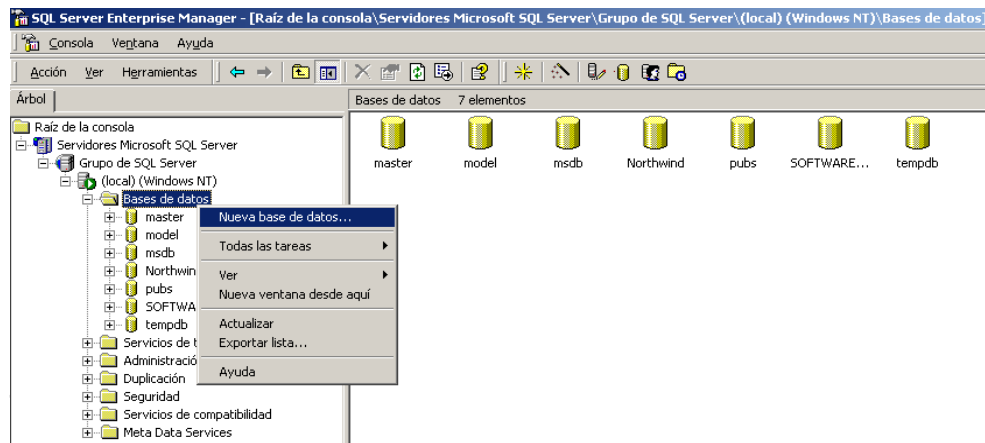 SQL Server Enterprise Manager - [Raíz de la consola\Servidores Microsoft SQL Server\Grupo de SQL Server\(local) (Windows NT)\Bases de datos]
Consola Ventana Ayuda
Acción Ver Herramientas
Árbol
Bases de datos 7 elementos
Raíz de la consola
Servidores Microsoft SQL Server
Grupo de SQL Server
(local) (Windows NT)
Bases de datos
master
model
msdb
Northwin
pubs
SOFTWA
tempdb
Servicios de t
Administració
Duplicación
Seguridad
Servicios de compatibilidad
Meta Data Services
Nueva base de datos...
Todas las tareas
Ver
Nueva ventana desde aquí
Actualizar
Exportar lista...
Ayuda
master model msdb Northwind pubs SOFTWARE... tempdb